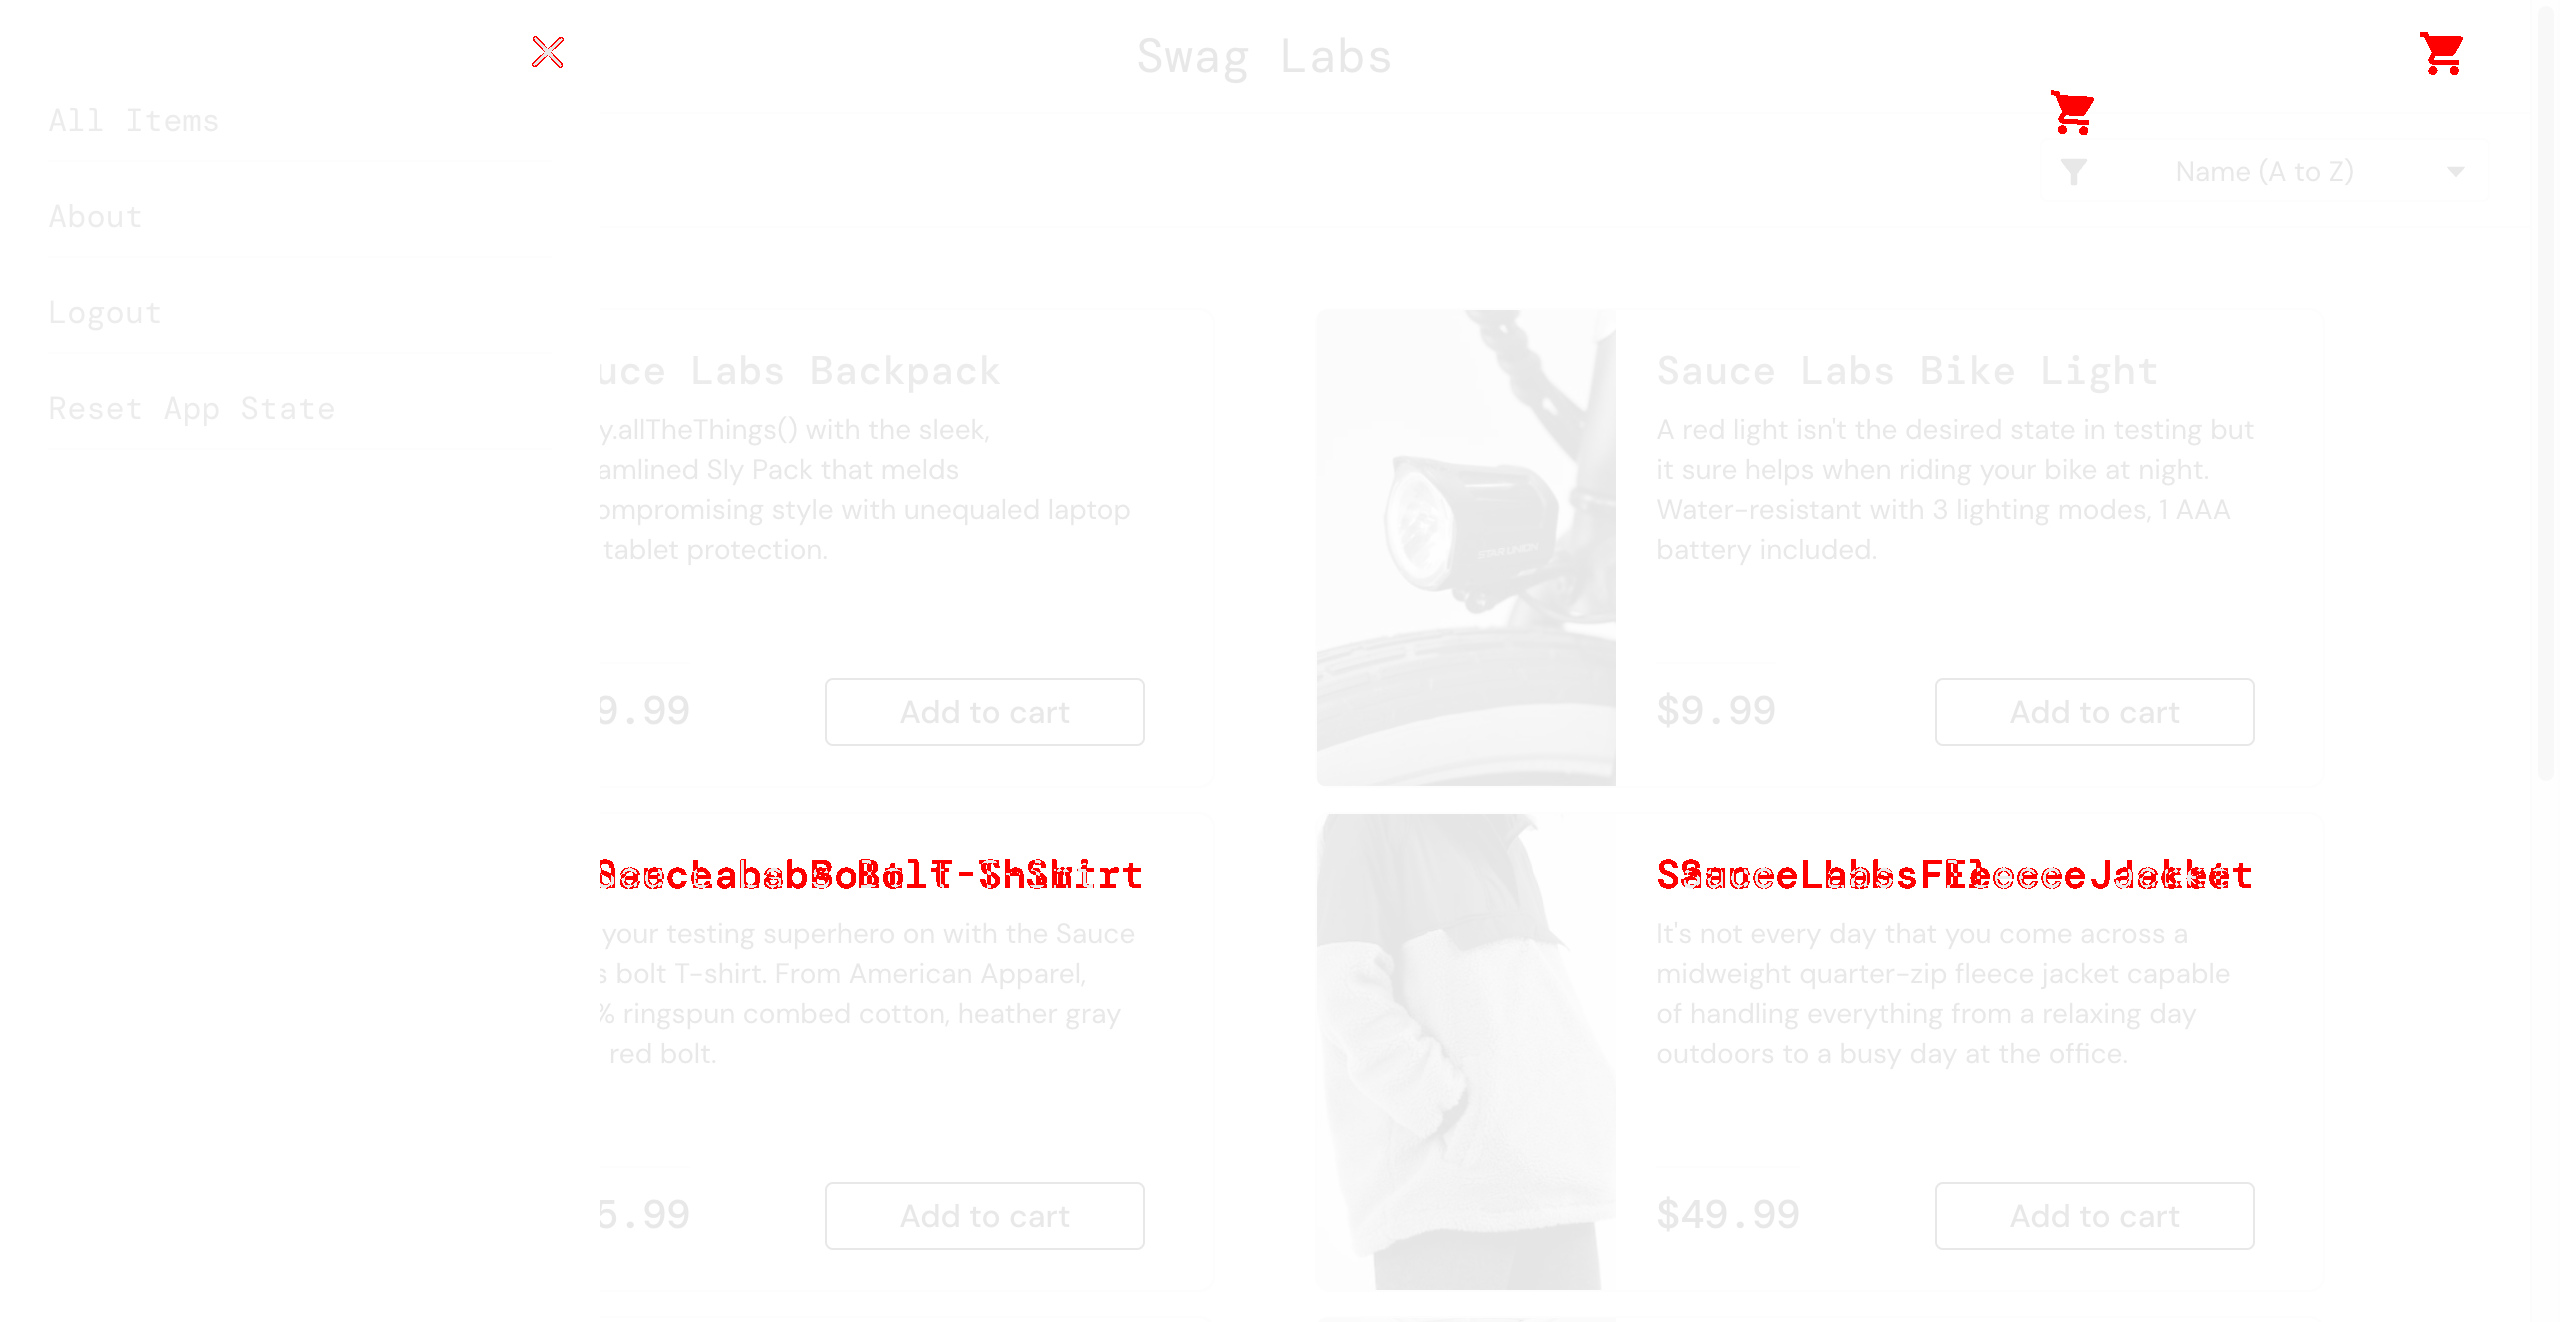 Swag Labs
All Items
About
Logout
Reset App State
Name (A to Z)
uce Labs Backpack
y.allTheThings() with the sleek,
amlined Sly Pack that melds
ompromising style with unequaled laptop
tablet protection.
9.99
Add to cart
Sauce Labs Bike Light
A red light isn't the desired state in testing but
it sure helps when riding your bike at night.
Water-resistant with 3 lighting modes, 1 AAA
battery included.
$9.99
Add to cart
your testing superhero on with the Sauce
s bolt T-shirt. From American Apparel,
% ringspun combed cotton, heather gray
red bolt.
5.99
Add to cart
It's not every day that you come across a
midweight quarter-zip fleece jacket capable
of handling everything from a relaxing day
outdoors to a busy day at the office.
$49.99
Add to cart